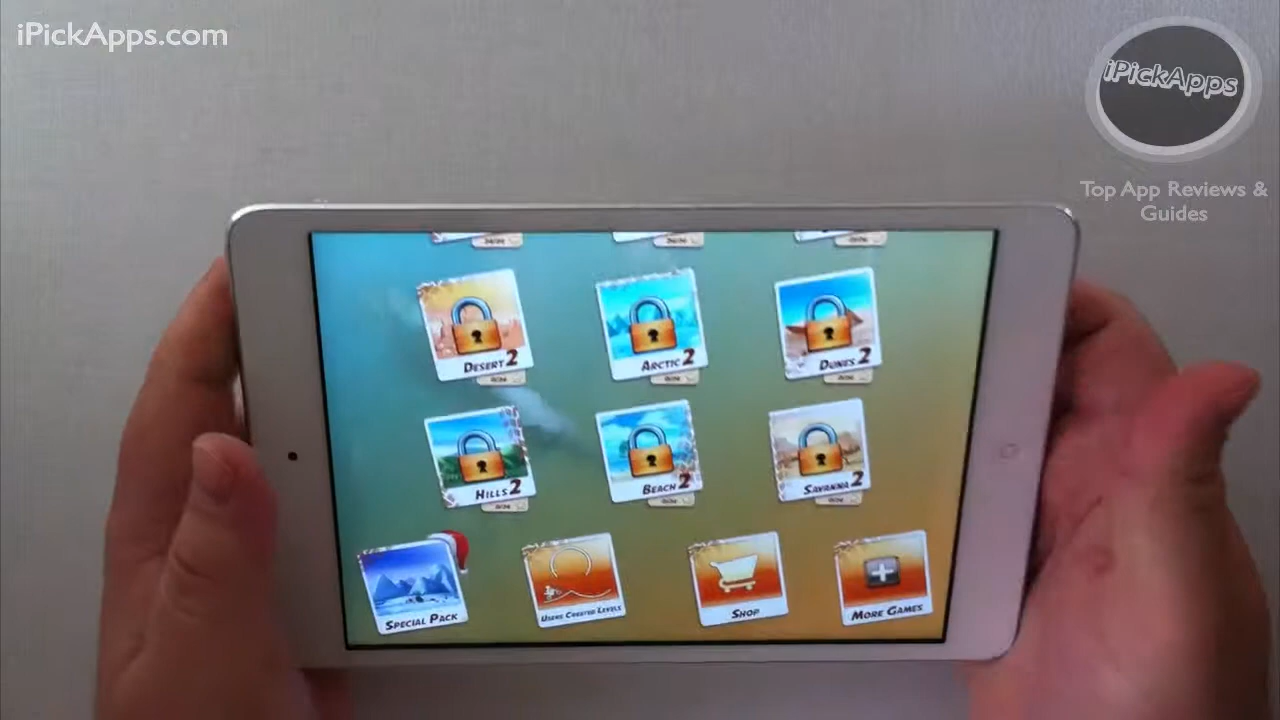 iPickApps.com
iPickApps
Top App Reviews &
Guides
Desert 2
Arctic 2
Dunes 2
Hills 2
Beach 2
Savanna 2
Special Pack
Users Created Levels
Shop
More Games